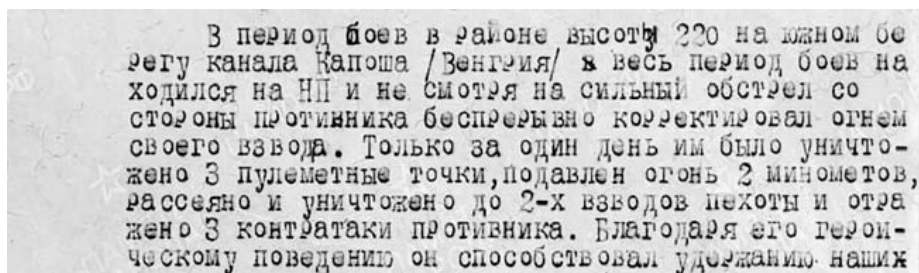 В период боев в районе высоты 220 на южном бе
регу канала Капоша /Венгрия/ в весь период боев на
ходился на НП и не смотря на сильный обстрел со
стороны противника беспрерывно корректировал огнем
своего взвода. Только за один день им было уничто-
жено 3 пулеметные точки,подавлен огонь 2 минометов,
рассеяно и уничтожено до 2-х взводов пехоты и отра
жено 3 контратаки противника. Благодаря его герои-
ческому поведению он способствовал удержанию наших